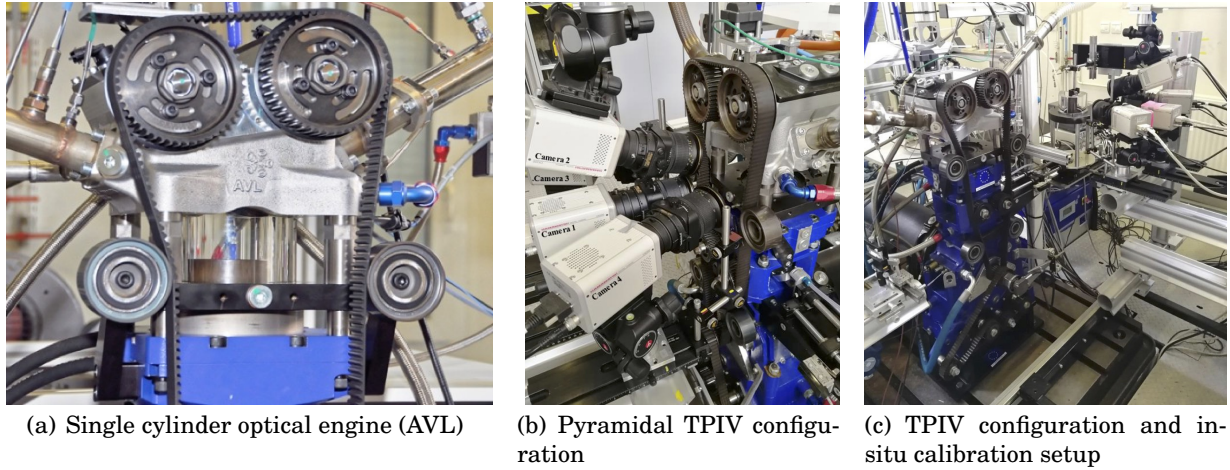 AVL
Camera 2
Camera 3
Camera 1
Camera 4
(a) Single cylinder optical engine (AVL)
(b) Pyramidal TPIV configu-
ration
(c) TPIV configuration and in-
situ calibration setup